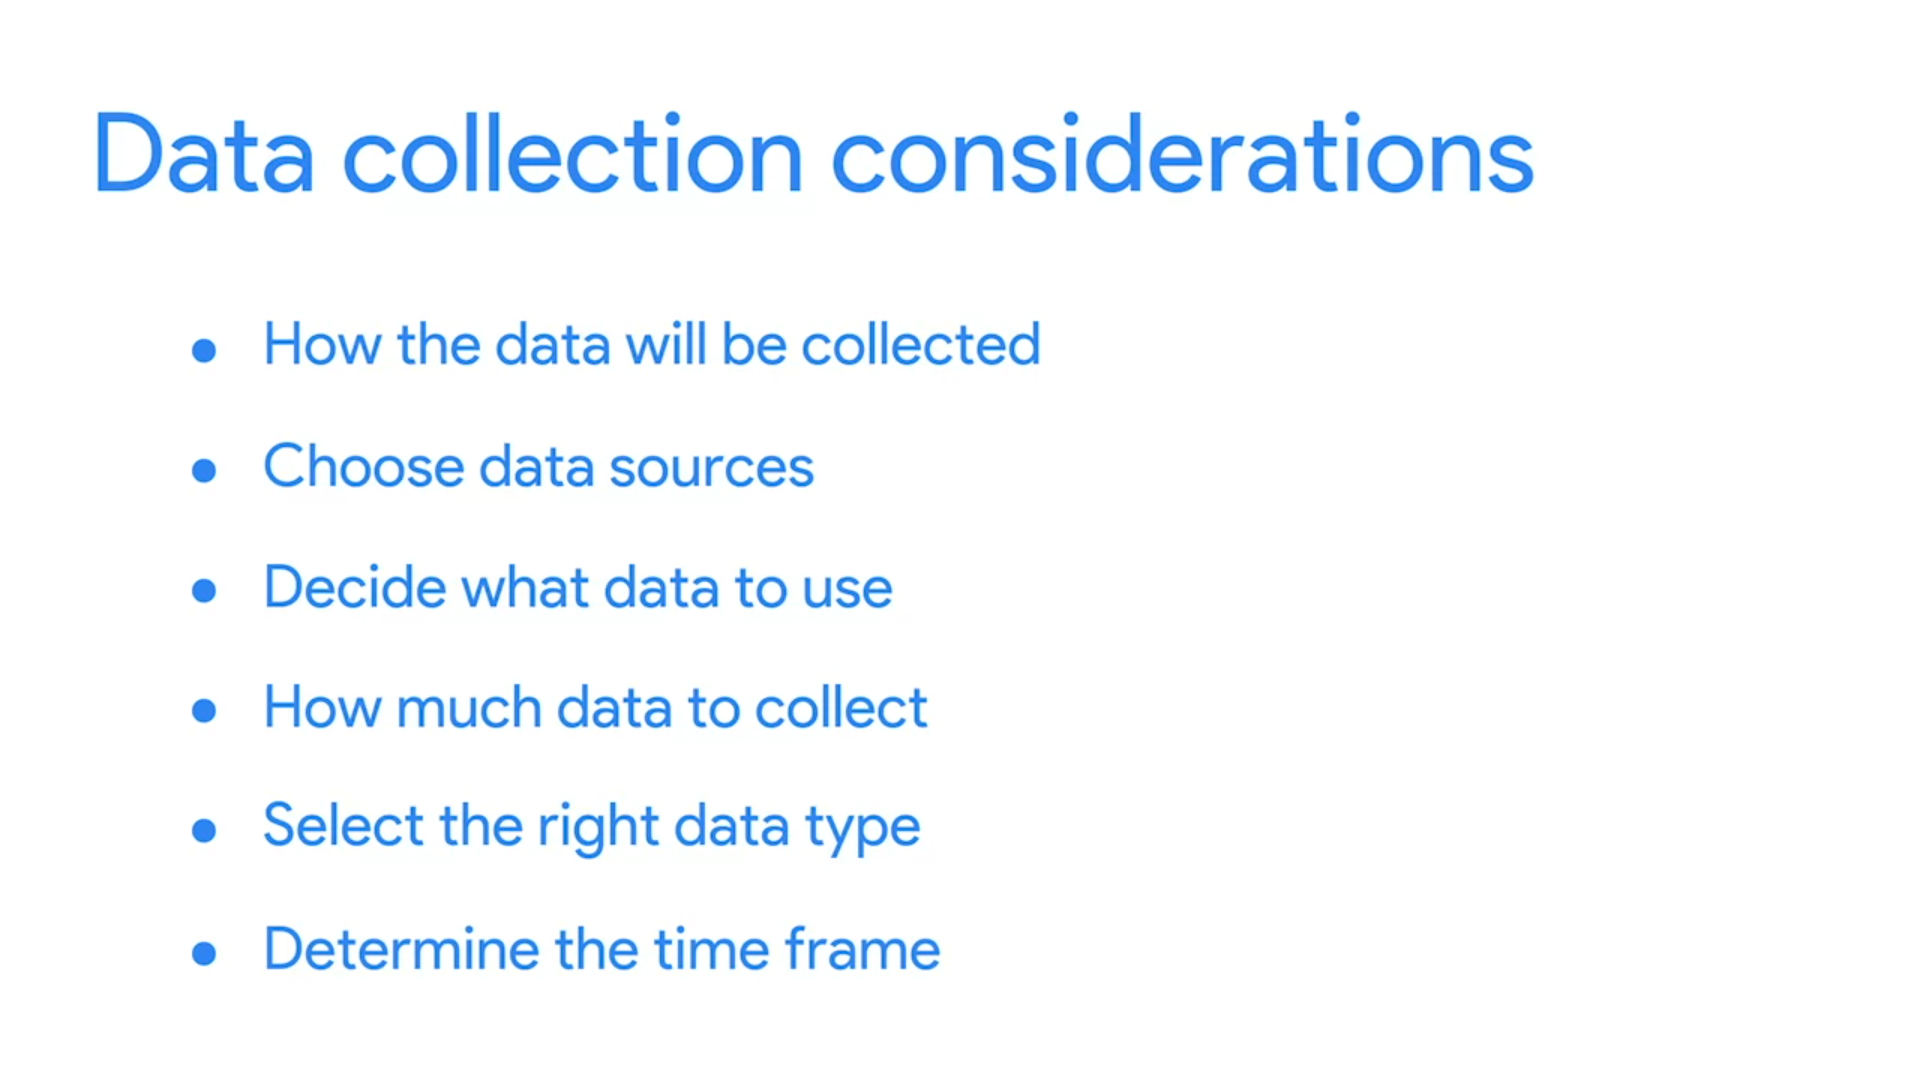 Data collection considerations
● How the data will be collected
● Choose data sources
● Decide what data to use
● How much data to collect
● Select the right data type
● Determine the time frame